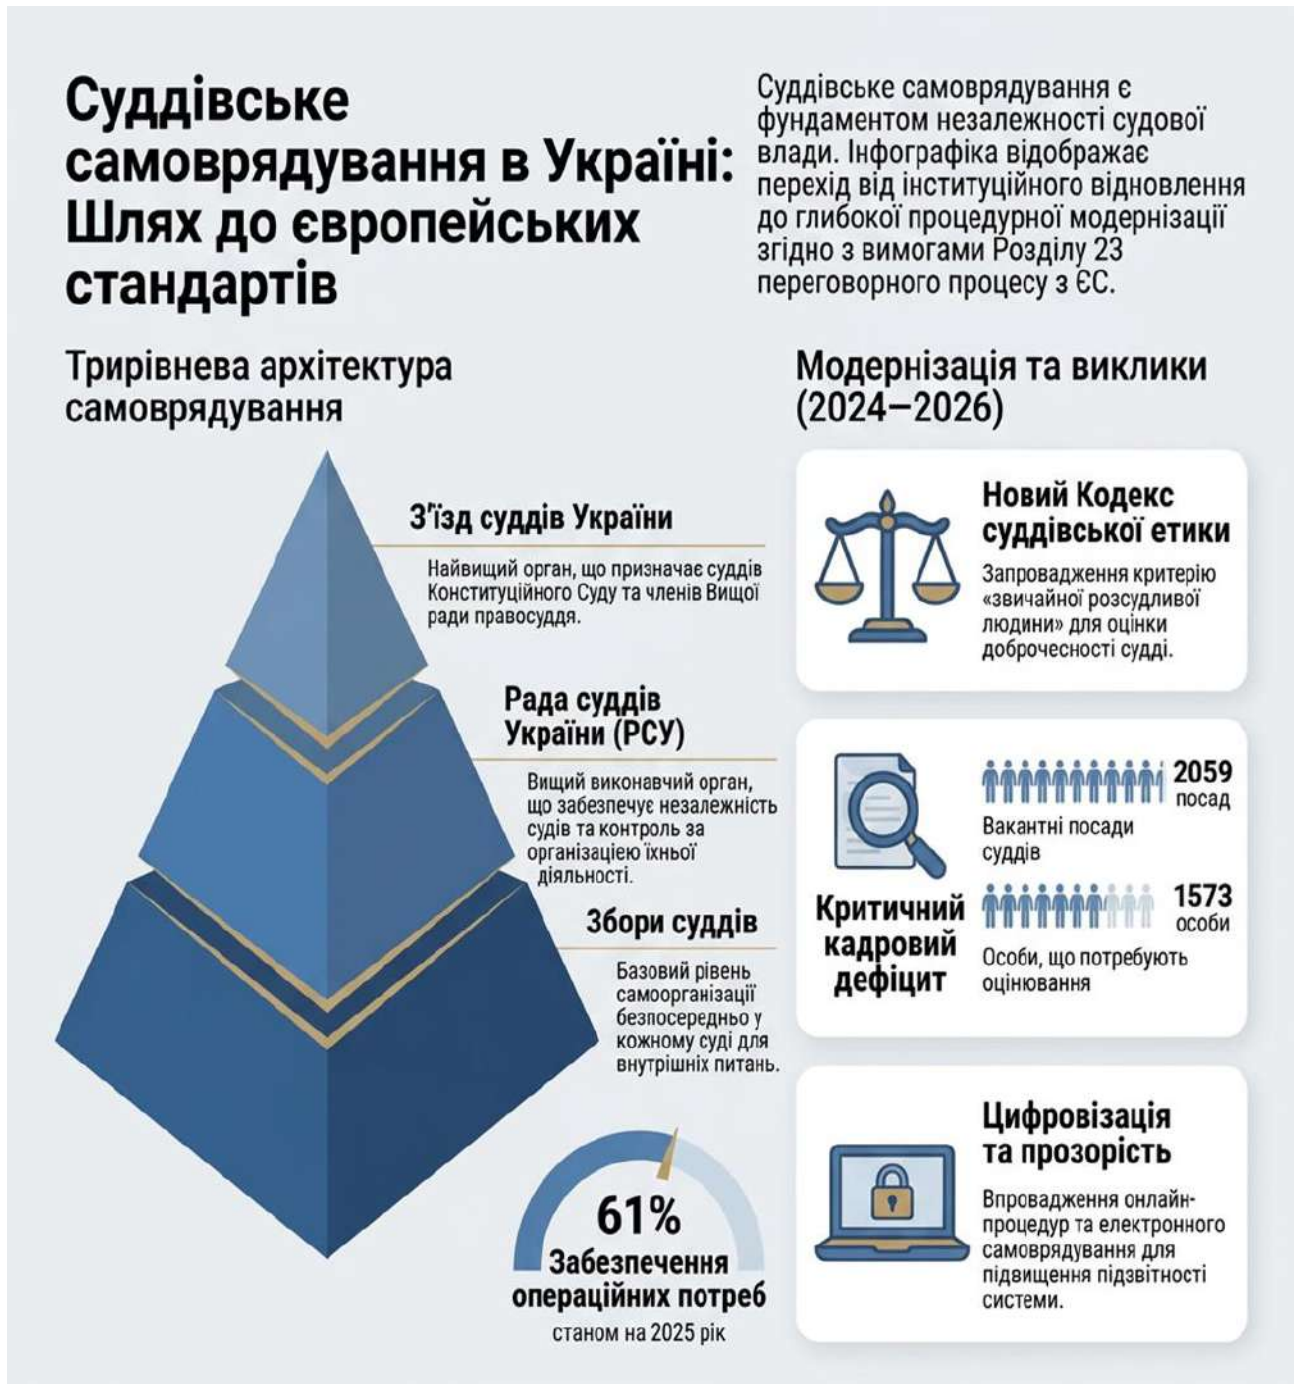 Суддівське
самоврядування в Україні:
Шлях до європейських
стандартів
Суддівське самоврядування є
фундаментом незалежності судової
влади. Інфографіка відображає
перехід від інституційного відновлення
до глибокої процедурної модернізації
згідно з вимогами Розділу 23
переговорного процесу з ЄС.
Трирівнева архітектура
самоврядування
З'їзд суддів України
Найвищий орган, що призначає суддів
Конституційного Суду та членів Вищої
ради правосуддя.
Рада суддів
України (РСУ)
Вищий виконавчий орган,
що забезпечує незалежність
судів та контроль за
організацією їхньої
діяльності.
Збори суддів
Базовий рівень
самоорганізації
безпосередньо у
кожному суді для
внутрішніх питань.
61%
Забезпечення
операційних потреб
станом на 2025 рік
Модернізація та виклики
(2024—2026)
Новий Кодекс
суддівської етики
Запровадження критерію
«звичайної розсудливої
людини» для оцінки
доброчесності судді.
Критичний
кадровий
дефіцит
2059
посад
Вакантні посади
суддів
1573
особи
Особи, що потребують
оцінювання
Цифровізація
та прозорість
Впровадження онлайн-
процедур та електронного
самоврядування для
підвищення підзвітності
системи.